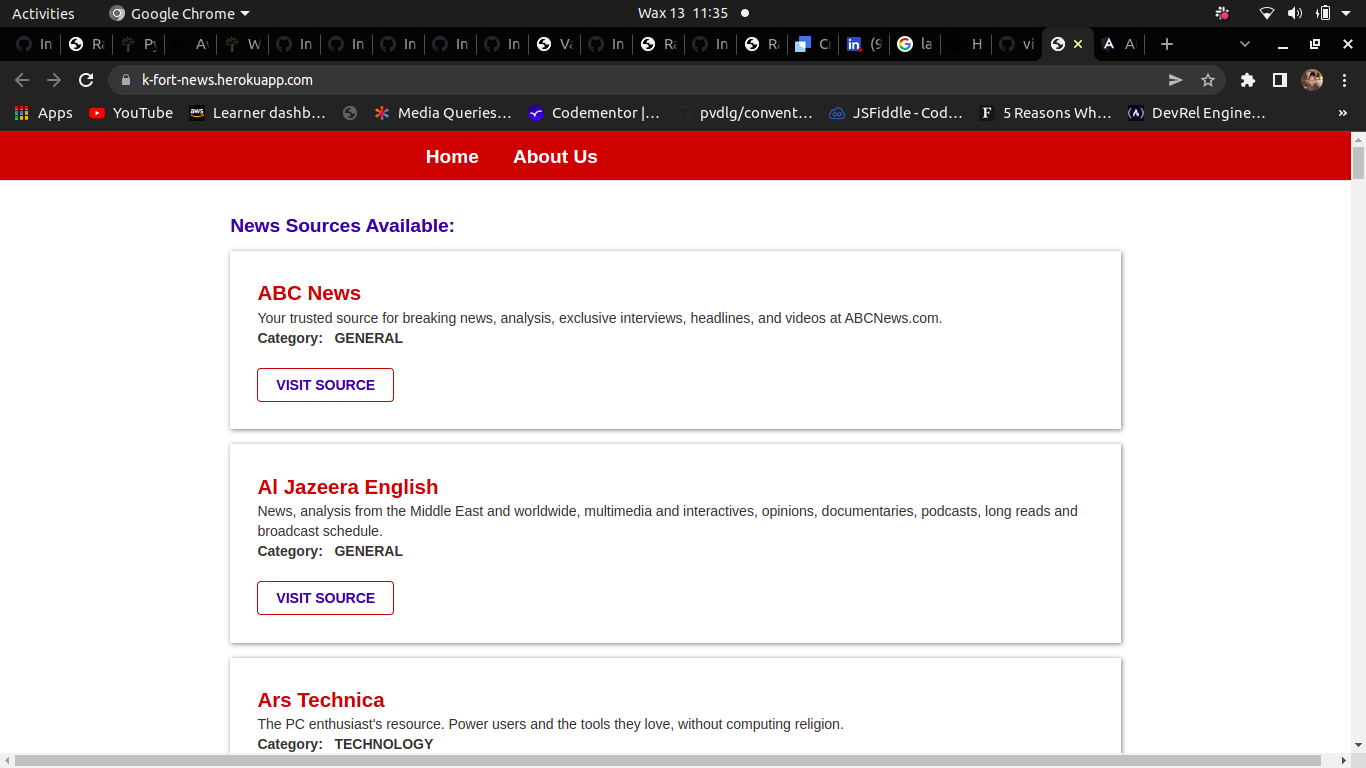 Activities
Google Chrome
Wax 13 11:35
In
Ra
Py
Av
W
In
In
In
In
In
Va
In
Ra
In
Ra
Cr
(9
la
H
vi
A
k-fort-news.herokuapp.com
Apps
YouTube
Learner dashb…
Media Queries…
Codementor |…
pvdlg/convent…
JSFiddle - Cod…
5 Reasons Wh…
DevRel Engine…
Home
About Us
News Sources Available:
ABC News
Your trusted source for breaking news, analysis, exclusive interviews, headlines, and videos at ABCNews.com.
Category: GENERAL
VISIT SOURCE
Al Jazeera English
News, analysis from the Middle East and worldwide, multimedia and interactives, opinions, documentaries, podcasts, long reads and
broadcast schedule.
Category: GENERAL
VISIT SOURCE
Ars Technica
The PC enthusiast's resource. Power users and the tools they love, without computing religion.
Category: TECHNOLOGY